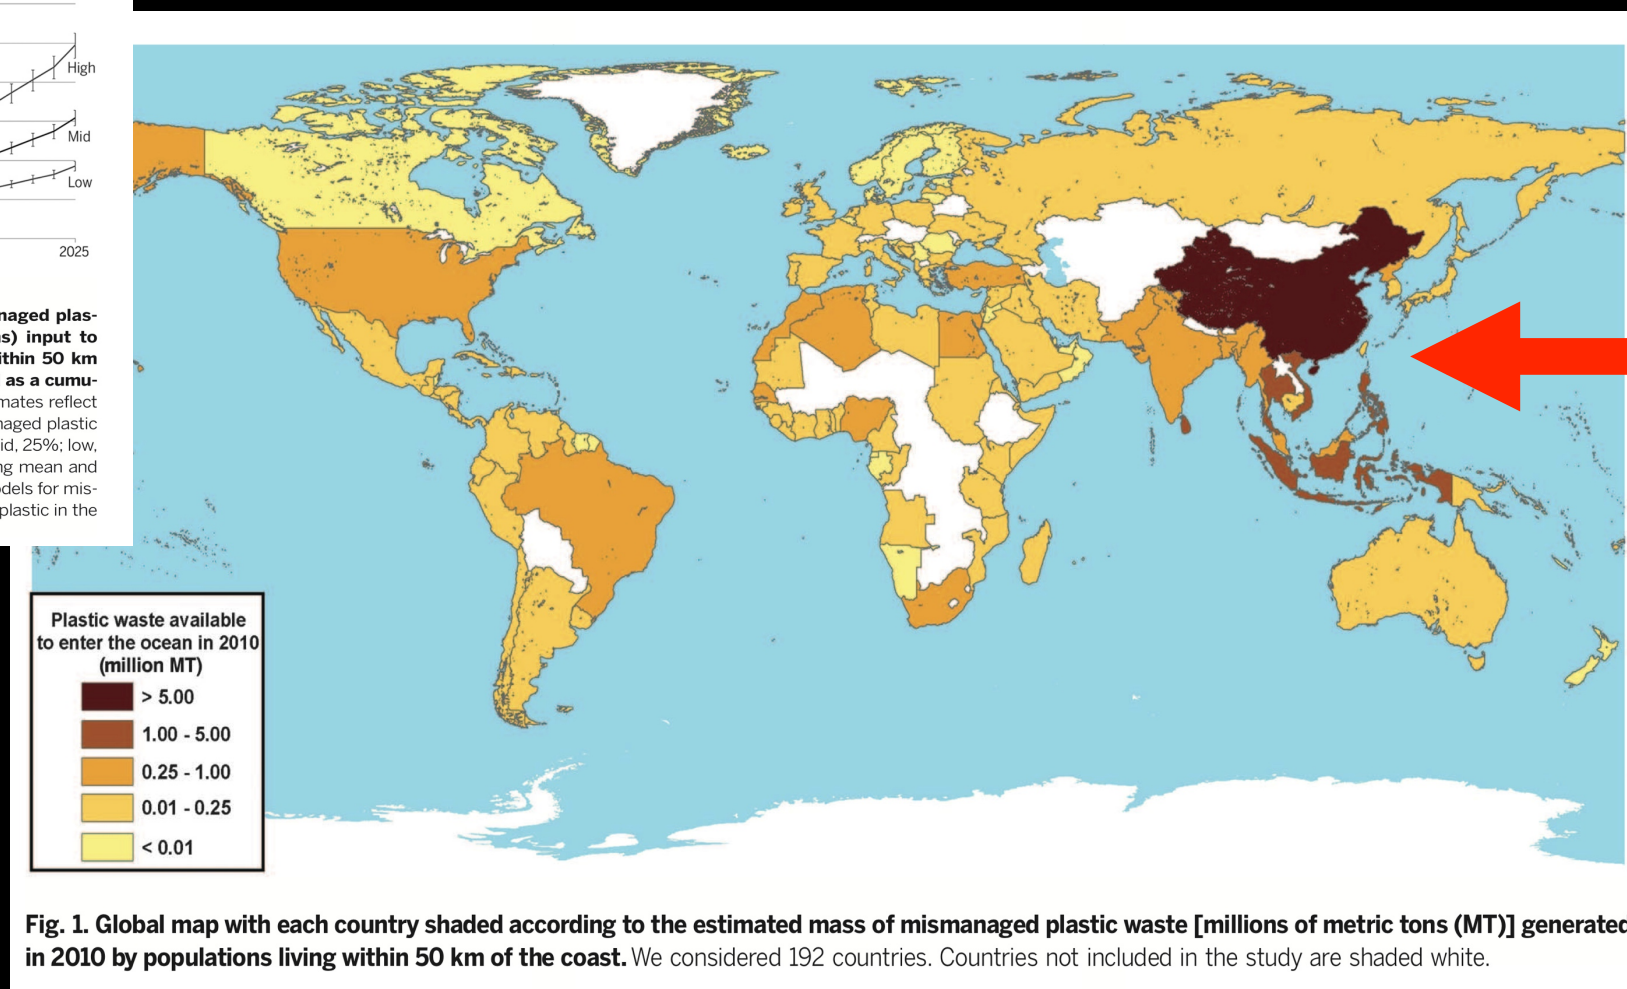 High
Mid
Low
2025
naged plas-
s) input to
ithin 50 km
as a cumu-
mates reflect
naged plastic
id, 25%; low,
ng mean and
dels for mis-
plastic in the
Plastic waste available
to enter the ocean in 2010
(million MT)
> 5.00
1.00 - 5.00
0.25 - 1.00
0.01 - 0.25
< 0.01
Fig. 1. Global map with each country shaded according to the estimated mass of mismanaged plastic waste [millions of metric tons (MT)] generated
in 2010 by populations living within 50 km of the coast. We considered 192 countries. Countries not included in the study are shaded white.